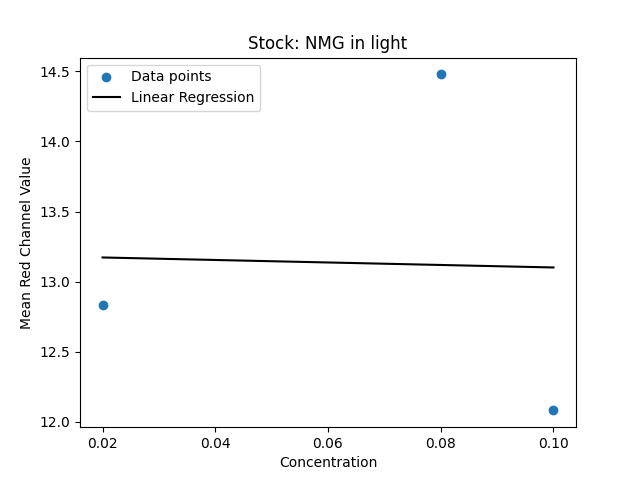 Stock: NMG in light
Data points
Linear Regression
14.5
14.0
13.5
13.0
12.5
12.0
Mean Red Channel Value
0.02 0.04 0.06 0.08 0.10
Concentration